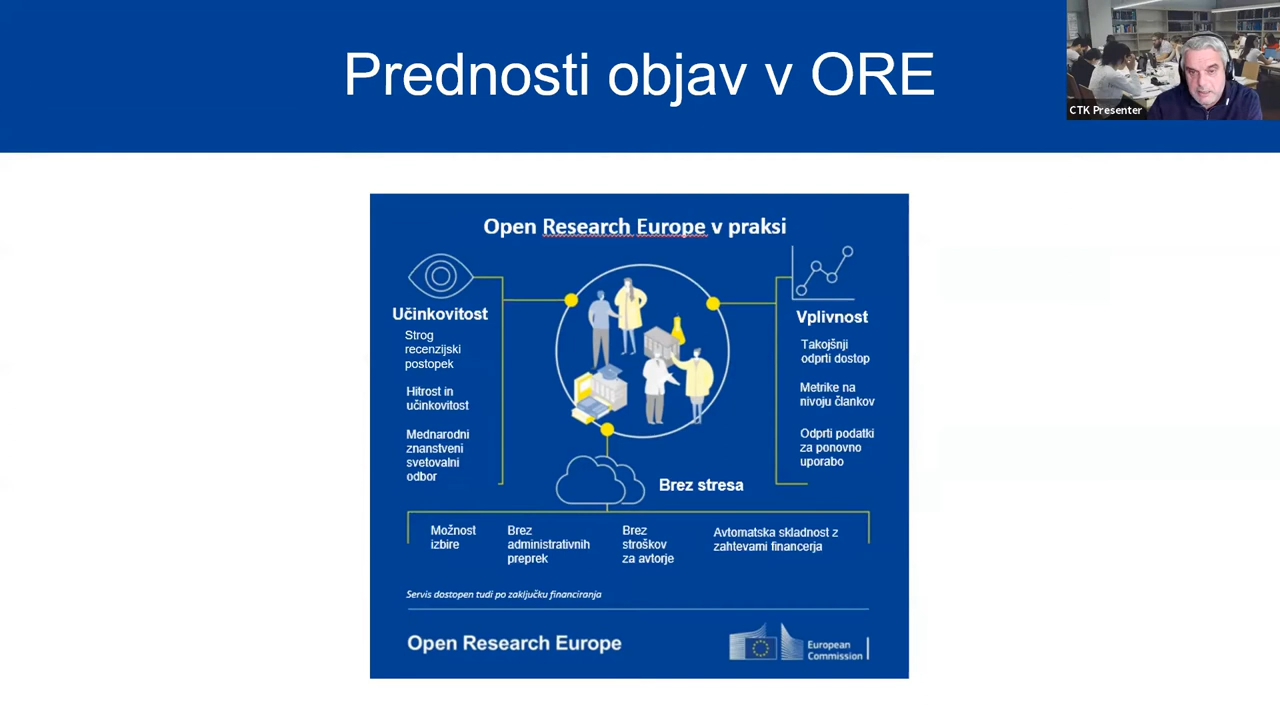 Prednosti objav v ORE
CTK Presenter
Open Research Europe v praksi
Učinkovitost
Strog
recenzijski
postopek
Hitrost in
učinkovitost
Mednarodni
znanstveni
svetovalni
odbor
Vplivnost
Takojšnji
odprti dostop
Metrike na
nivoju člankov
Odprti podatki
za ponovno
uporabo
Brez stresa
Možnost
izbire
Brez
administrativnih
preprek
Brez
stroškov
za avtorje
Avtomatska skladnost z
zahtevami financerja
Servis dostopen tudi po zaključku financiranja
Open Research Europe
European
Commission